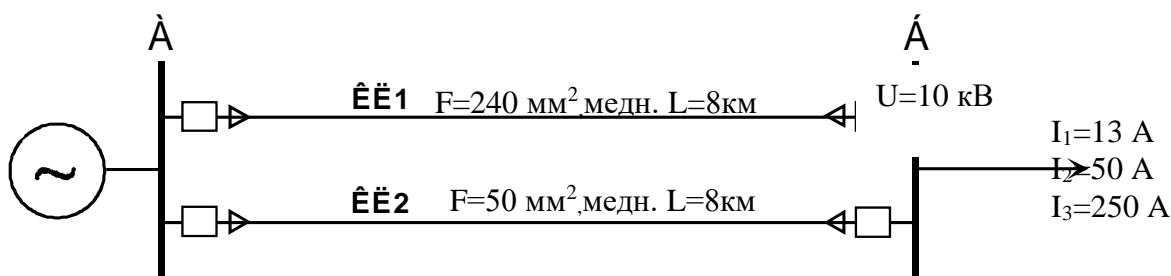 À Á
ÊË1 F=240 мм²,медн. L=8км
U=10 кВ
I₁=13 А
I₂=50 А
I₃=250 А
ÊË2 F=50 мм²,медн. L=8км
~